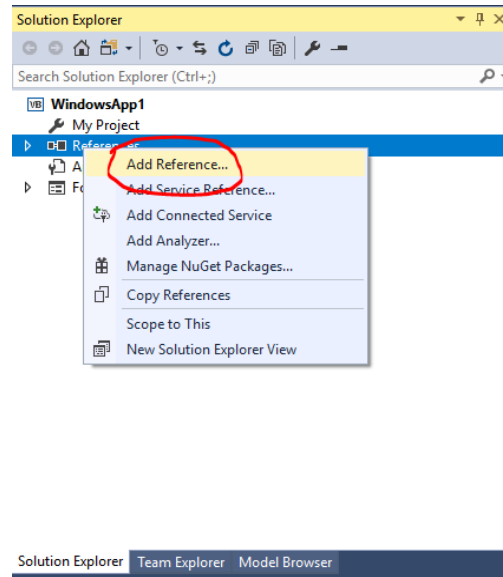 Solution Explorer
Search Solution Explorer (Ctrl+;)
VB WindowsApp1
My Project
References
A
Add Reference...
Fo
Add Service Reference...
Add Connected Service
Add Analyzer...
Manage NuGet Packages...
Copy References
Scope to This
New Solution Explorer View
Solution Explorer Team Explorer Model Browser